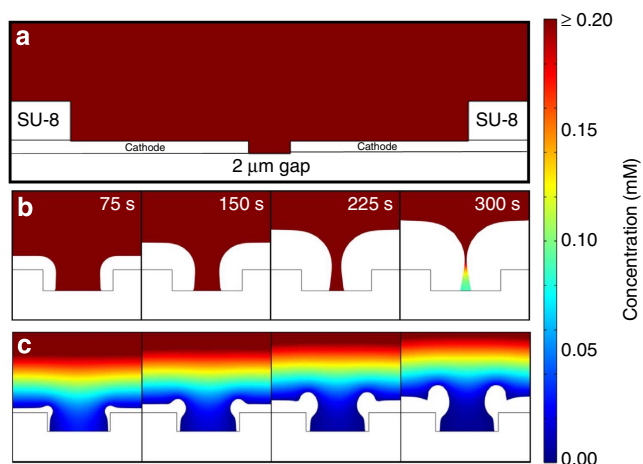 a
SU-8
SU-8
Cathode
Cathode
2 μm gap
b
75 s
150 s
225 s
300 s
c
≥ 0.20
0.15
0.10
0.05
0.00
Concentration (mM)